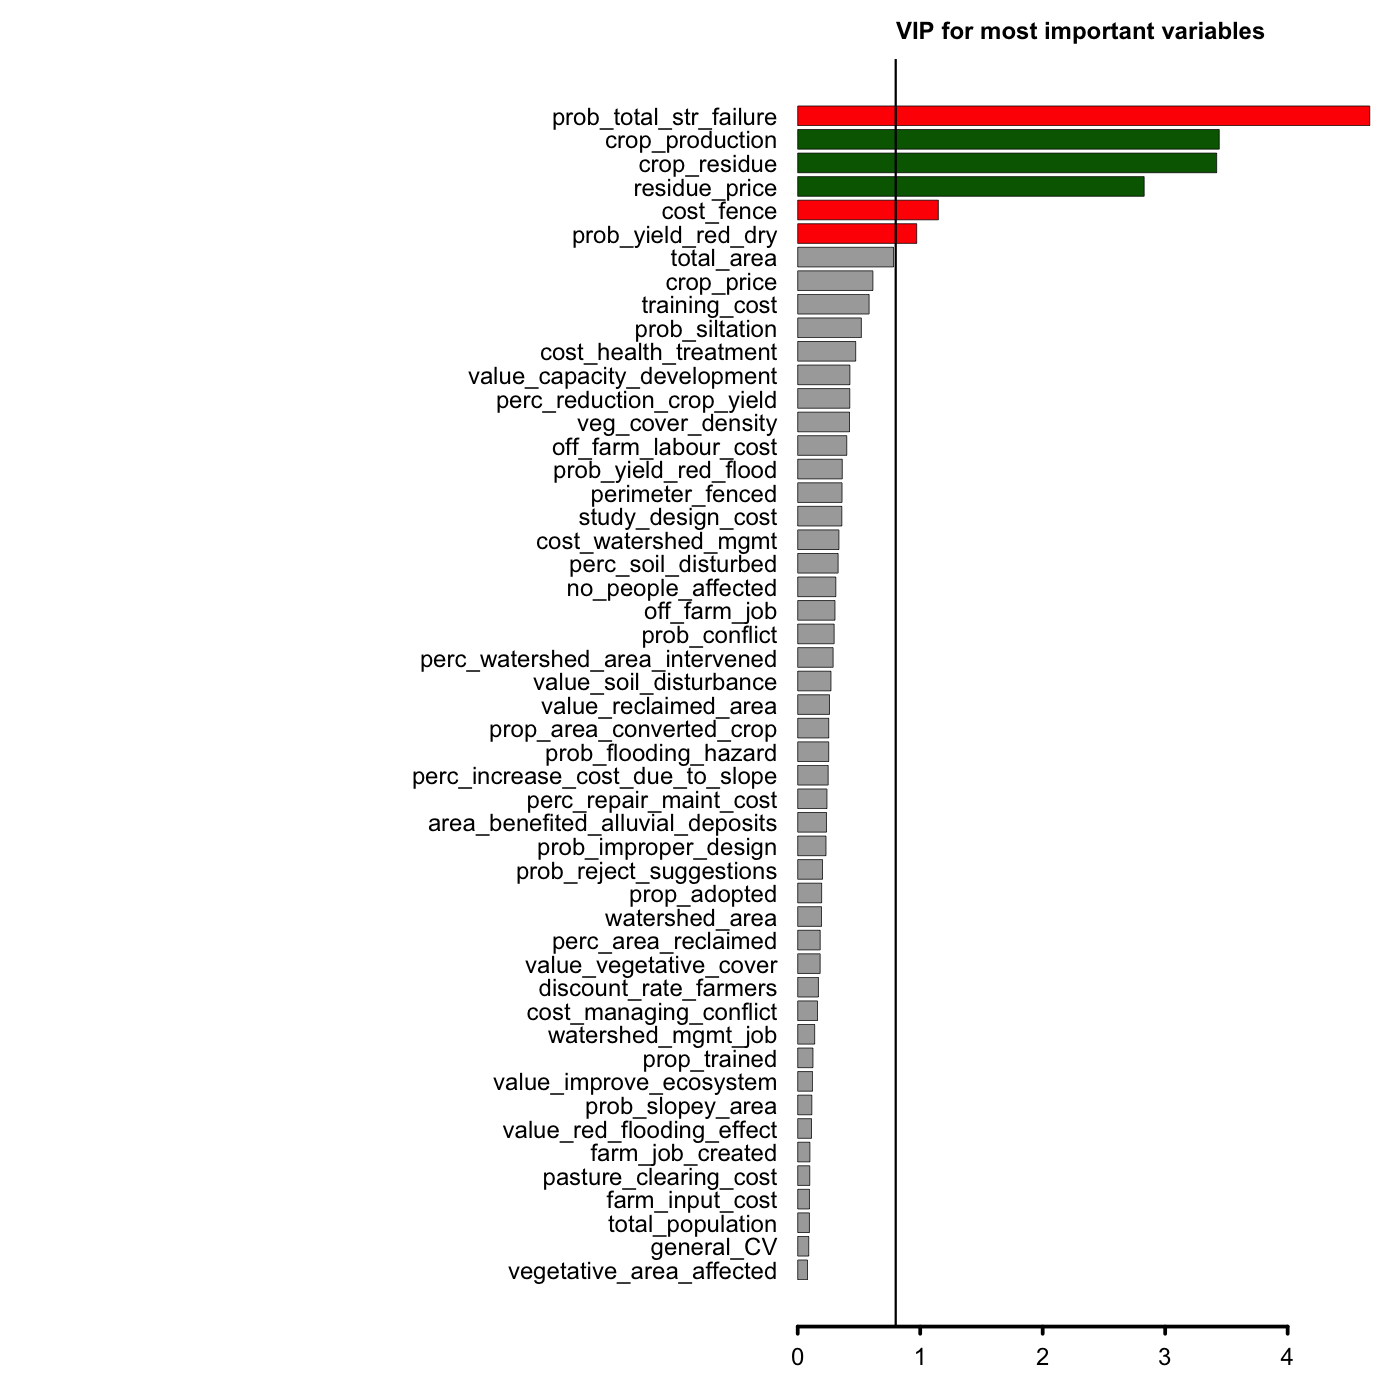 VIP for most important variables
prob_total_str_failure
crop_production
crop_residue
residue_price
cost_fence
prob_yield_red_dry
total_area
crop_price
training_cost
prob_siltation
cost_health_treatment
value_capacity_development
perc_reduction_crop_yield
veg_cover_density
off_farm_labour_cost
prob_yield_red_flood
perimeter_fenced
study_design_cost
cost_watershed_mgmt
perc_soil_disturbed
no_people_affected
off_farm_job
prob_conflict
perc_watershed_area_intervened
value_soil_disturbance
value_reclaimed_area
prop_area_converted_crop
prob_flooding_hazard
perc_increase_cost_due_to_slope
perc_repair_maint_cost
area_benefited_alluvial_deposits
prob_improper_design
prob_reject_suggestions
prop_adopted
watershed_area
perc_area_reclaimed
value_vegetative_cover
discount_rate_farmers
cost_managing_conflict
watershed_mgmt_job
prop_trained
value_improve_ecosystem
prob_slopey_area
value_red_flooding_effect
farm_job_created
pasture_clearing_cost
farm_input_cost
total_population
general_CV
vegetative_area_affected
0 1 2 3 4